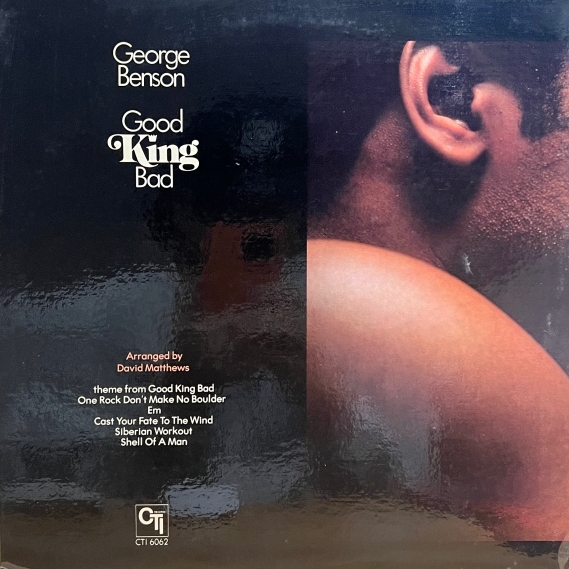 George
Benson
Good
King
Bad
Arranged by
David Matthews
theme from Good King Bad
One Rock Don't Make No Boulder
Em
Cast Your Fate To The Wind
Siberian Workout
Shell Of A Man
CTI
CTI 6062